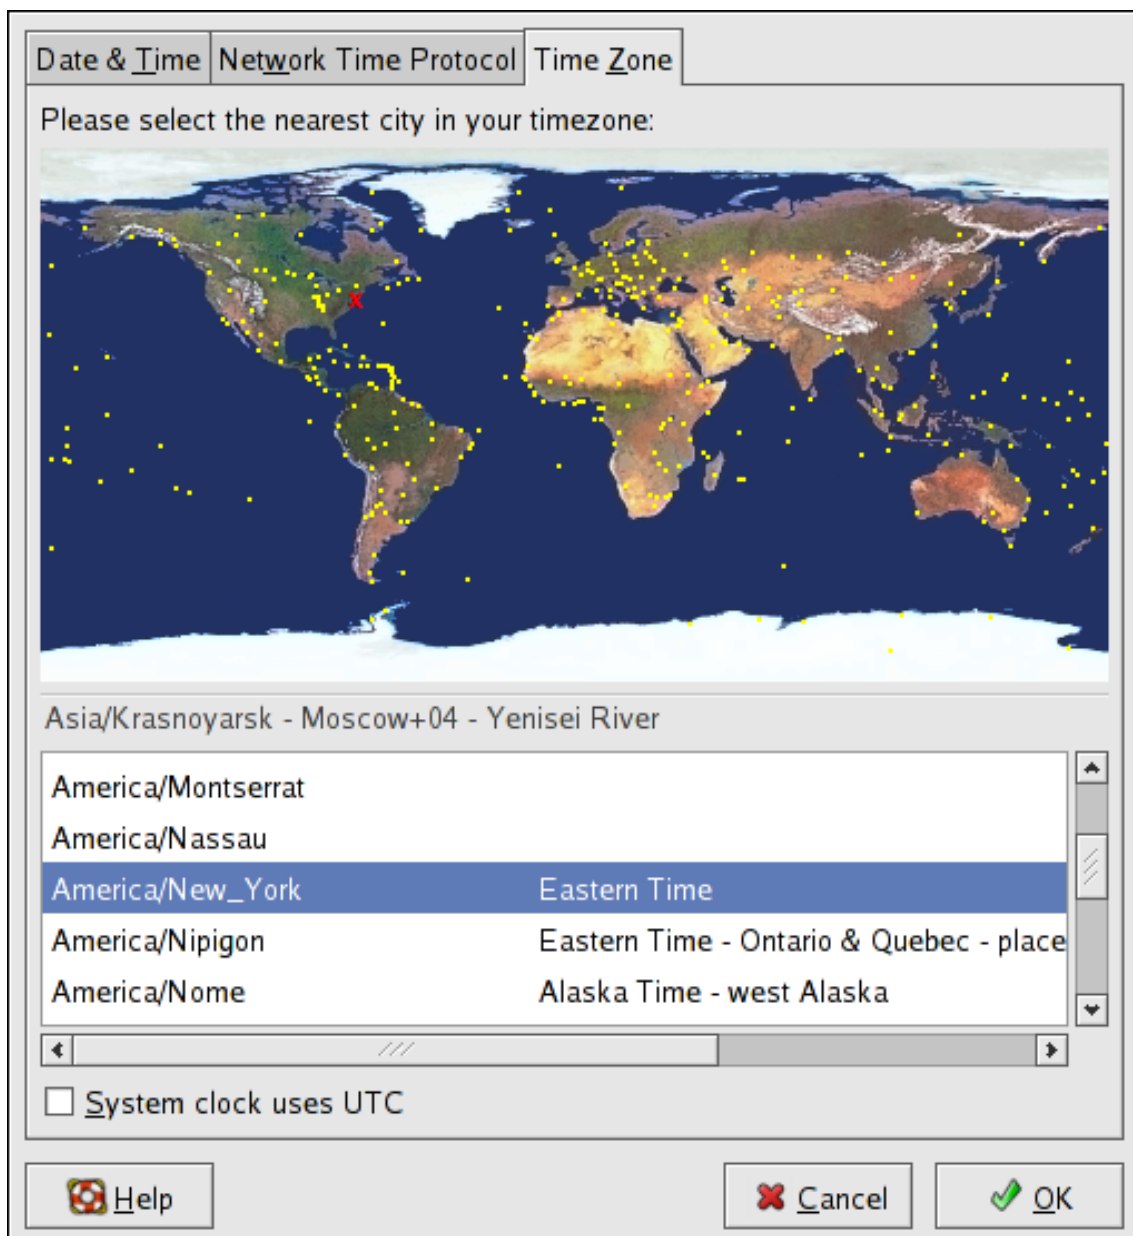 Date & Time Network Time Protocol Time Zone
Please select the nearest city in your timezone:
Asia/Krasnoyarsk - Moscow+04 - Yenisei River
America/Montserrat
America/Nassau
America/New_York Eastern Time
America/Nipigon Eastern Time - Ontario & Quebec - place
America/Nome Alaska Time - west Alaska
System clock uses UTC
Help Cancel OK